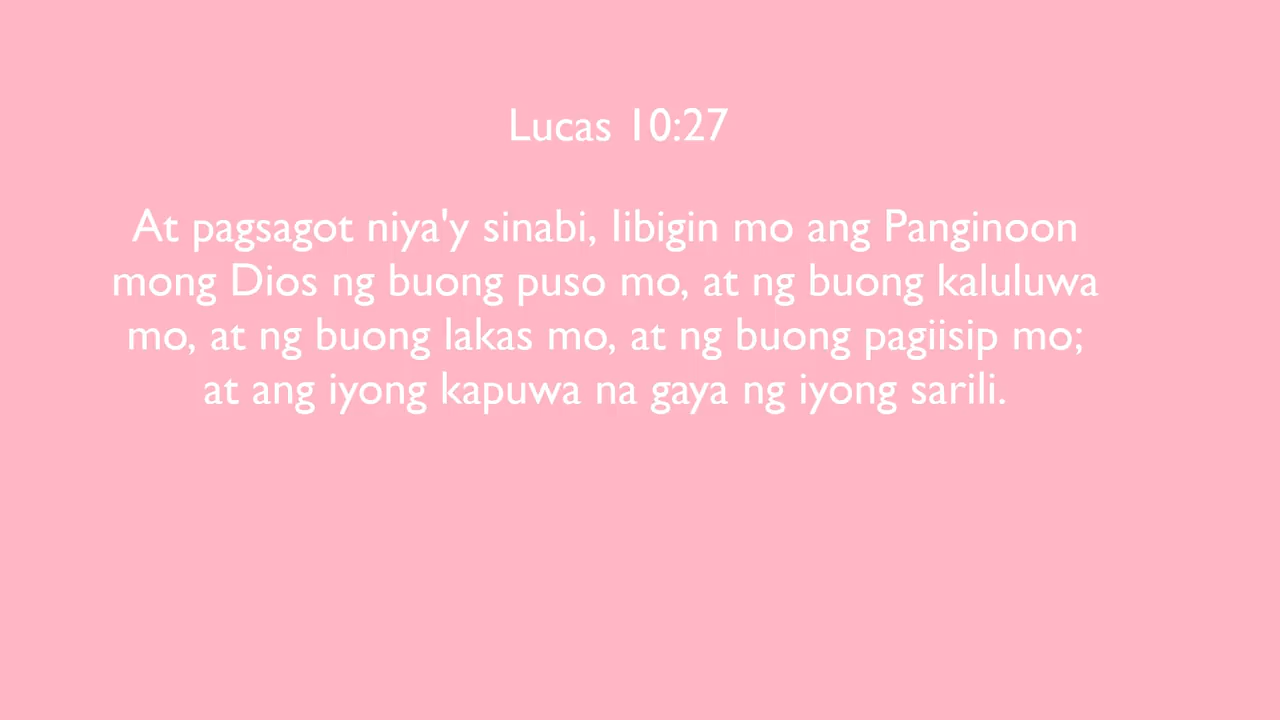 Lucas 10:27
At pagsagot niya'y sinabi, Iibigin mo ang Panginoon
mong Dios ng buong puso mo, at ng buong kaluluwa
mo, at ng buong lakas mo, at ng buong pagiisip mo;
at ang iyong kapuwa na gaya ng iyong sarili.